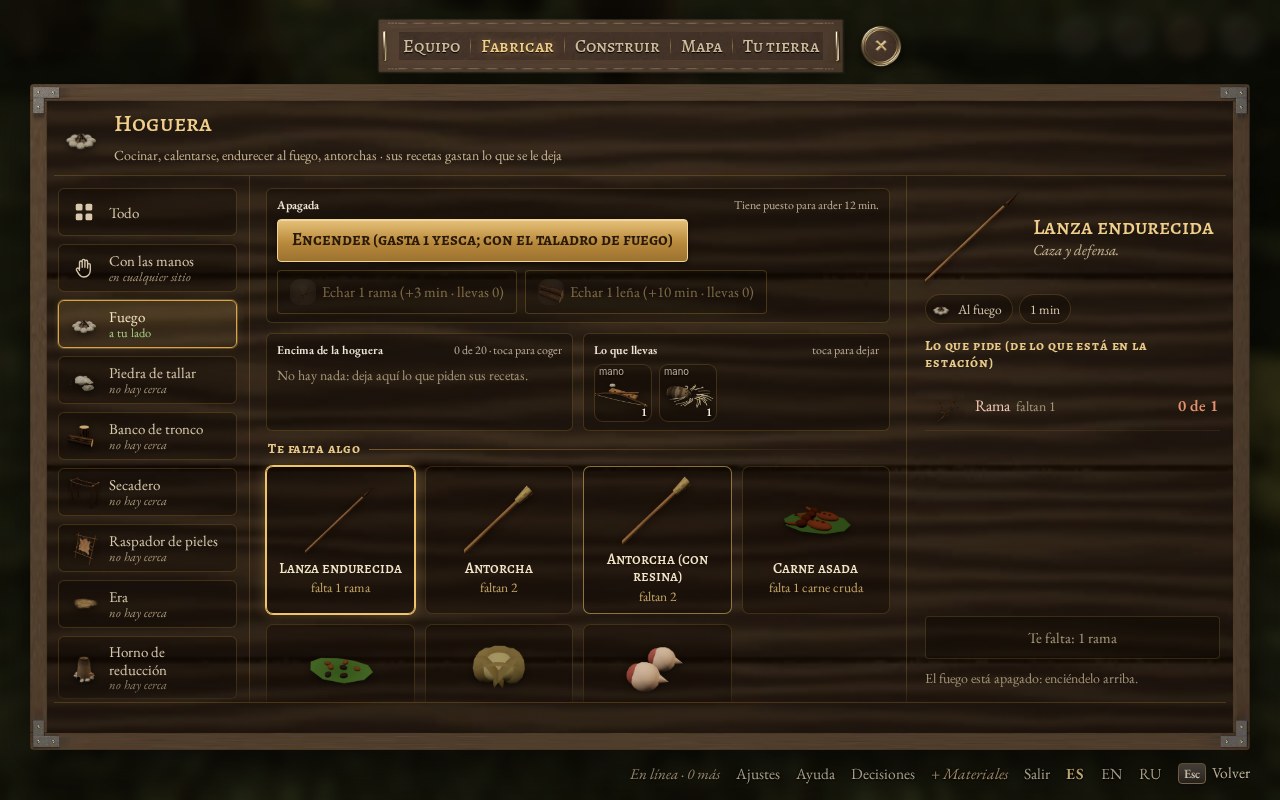 Equipo Fabricar Construir Mapa Tu tierra ×
Hoguera
Cocinar, calentarse, endurecer al fuego, antorchas · sus recetas gastan lo que se le deja
Todo
Con las manos
en cualquier sitio
Fuego
a tu lado
Piedra de tallar
no hay cerca
Banco de tronco
no hay cerca
Secadero
no hay cerca
Raspador de pieles
no hay cerca
Era
no hay cerca
Horno de
reducción
no hay cerca
Apagada
Tiene puesto para arder 12 min.
Encender (gasta 1 yesca; con el taladro de fuego)
Echar 1 rama (+3 min · llevas 0)
Echar 1 leña (+10 min · llevas 0)
Encima de la hoguera
0 de 20 · toca para coger
No hay nada: deja aquí lo que piden sus recetas.
Lo que llevas
toca para dejar
mano
1
mano
1
Te falta algo
Lanza endurecida
falta 1 rama
Antorcha
faltan 2
Antorcha (con
resina)
faltan 2
Carne asada
falta 1 carne cruda
Lanza endurecida
Caza y defensa.
Al fuego
1 min
Lo que pide (de lo que está en la
estación)
Rama faltan 1
0 de 1
Te falta: 1 rama
El fuego está apagado: enciéndelo arriba.
En línea · 0 más Ajustes Ayuda Decisiones + Materiales Salir ES EN RU Esc Volver